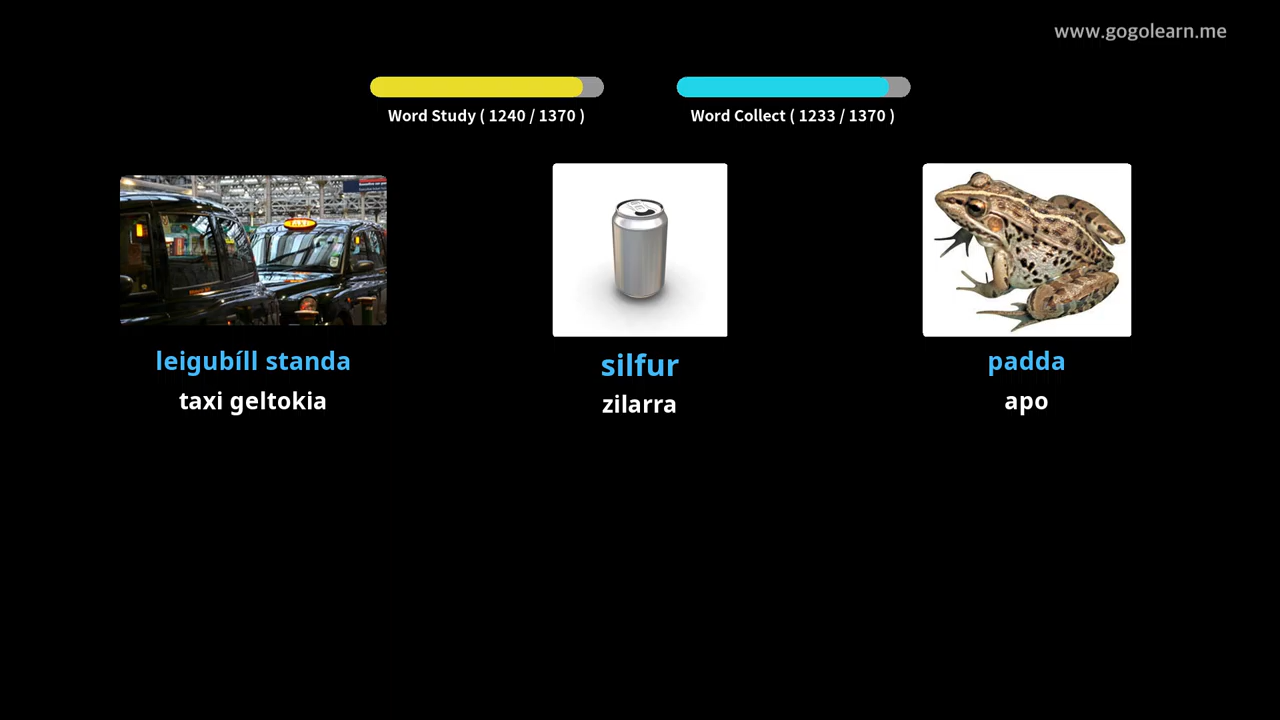 www.gogolearn.me
Word Study ( 1240 / 1370 )
Word Collect ( 1233 / 1370 )
TAXI
leigubíll standa
taxi geltokia
silfur
zilarra
padda
apo